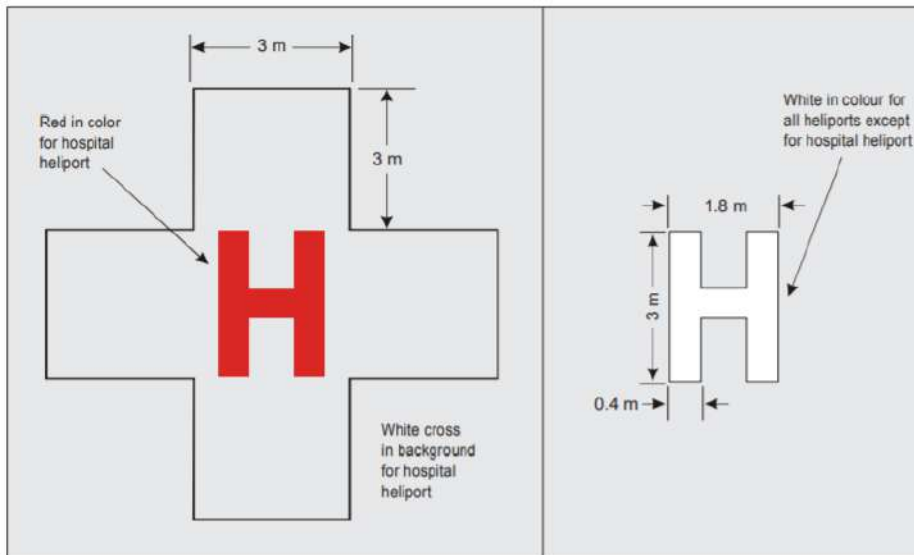 3 m
Red in color
for hospital
heliport
3 m
H
White cross
in background
for hospital
heliport
White in colour for
all heliports except
for hospital heliport
1.8 m
3 m
H
0.4 m